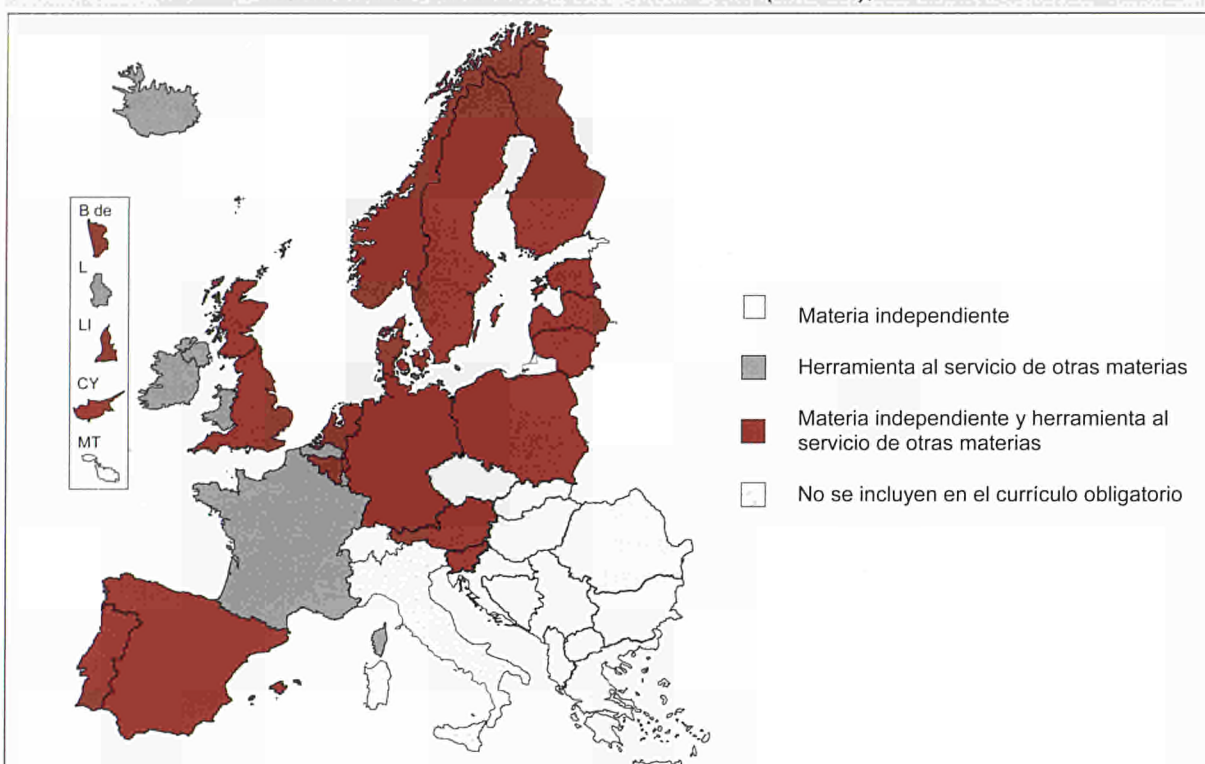 B de
L
LI
CY
MT
Materia independiente
Herramienta al servicio de otras materias
Materia independiente y herramienta al
servicio de otras materias
No se incluyen en el currículo obligatorio